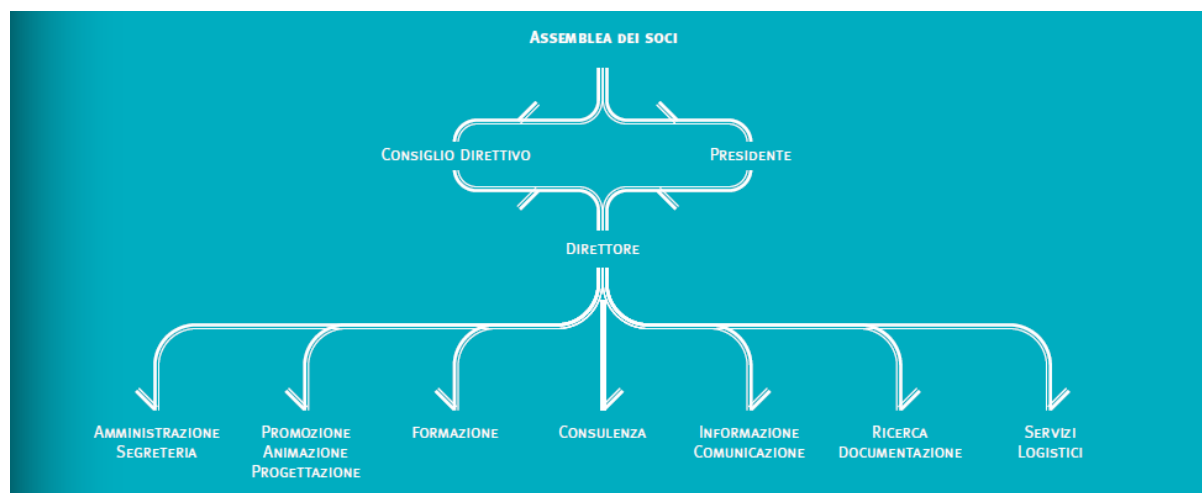 Assemblea dei soci
Consiglio Direttivo
Presidente
Direttore
Amministrazione
Segreteria
Promozione
Animazione
Progettazione
Formazione
Consulenza
Informazione
Comunicazione
Ricerca
Documentazione
Servizi
Logistici